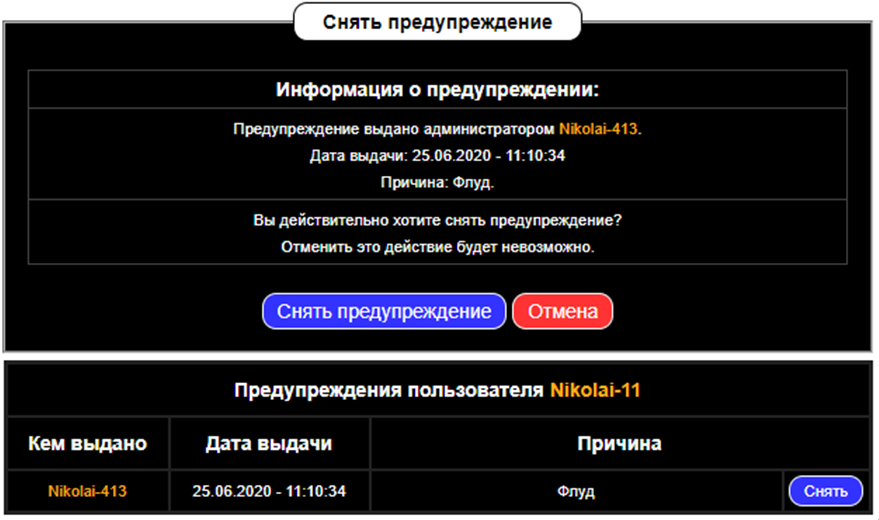 Снять предупреждение
Информация о предупреждении:
Предупреждение выдано администратором Nikolai-413.
Дата выдачи: 25.06.2020 - 11:10:34
Причина: Флуд.
Вы действительно хотите снять предупреждение?
Отменить это действие будет невозможно.
Снять предупреждение Отмена
Предупреждения пользователя Nikolai-11
Кем выдано Дата выдачи Причина
Nikolai-413 25.06.2020 - 11:10:34 Флуд Снять